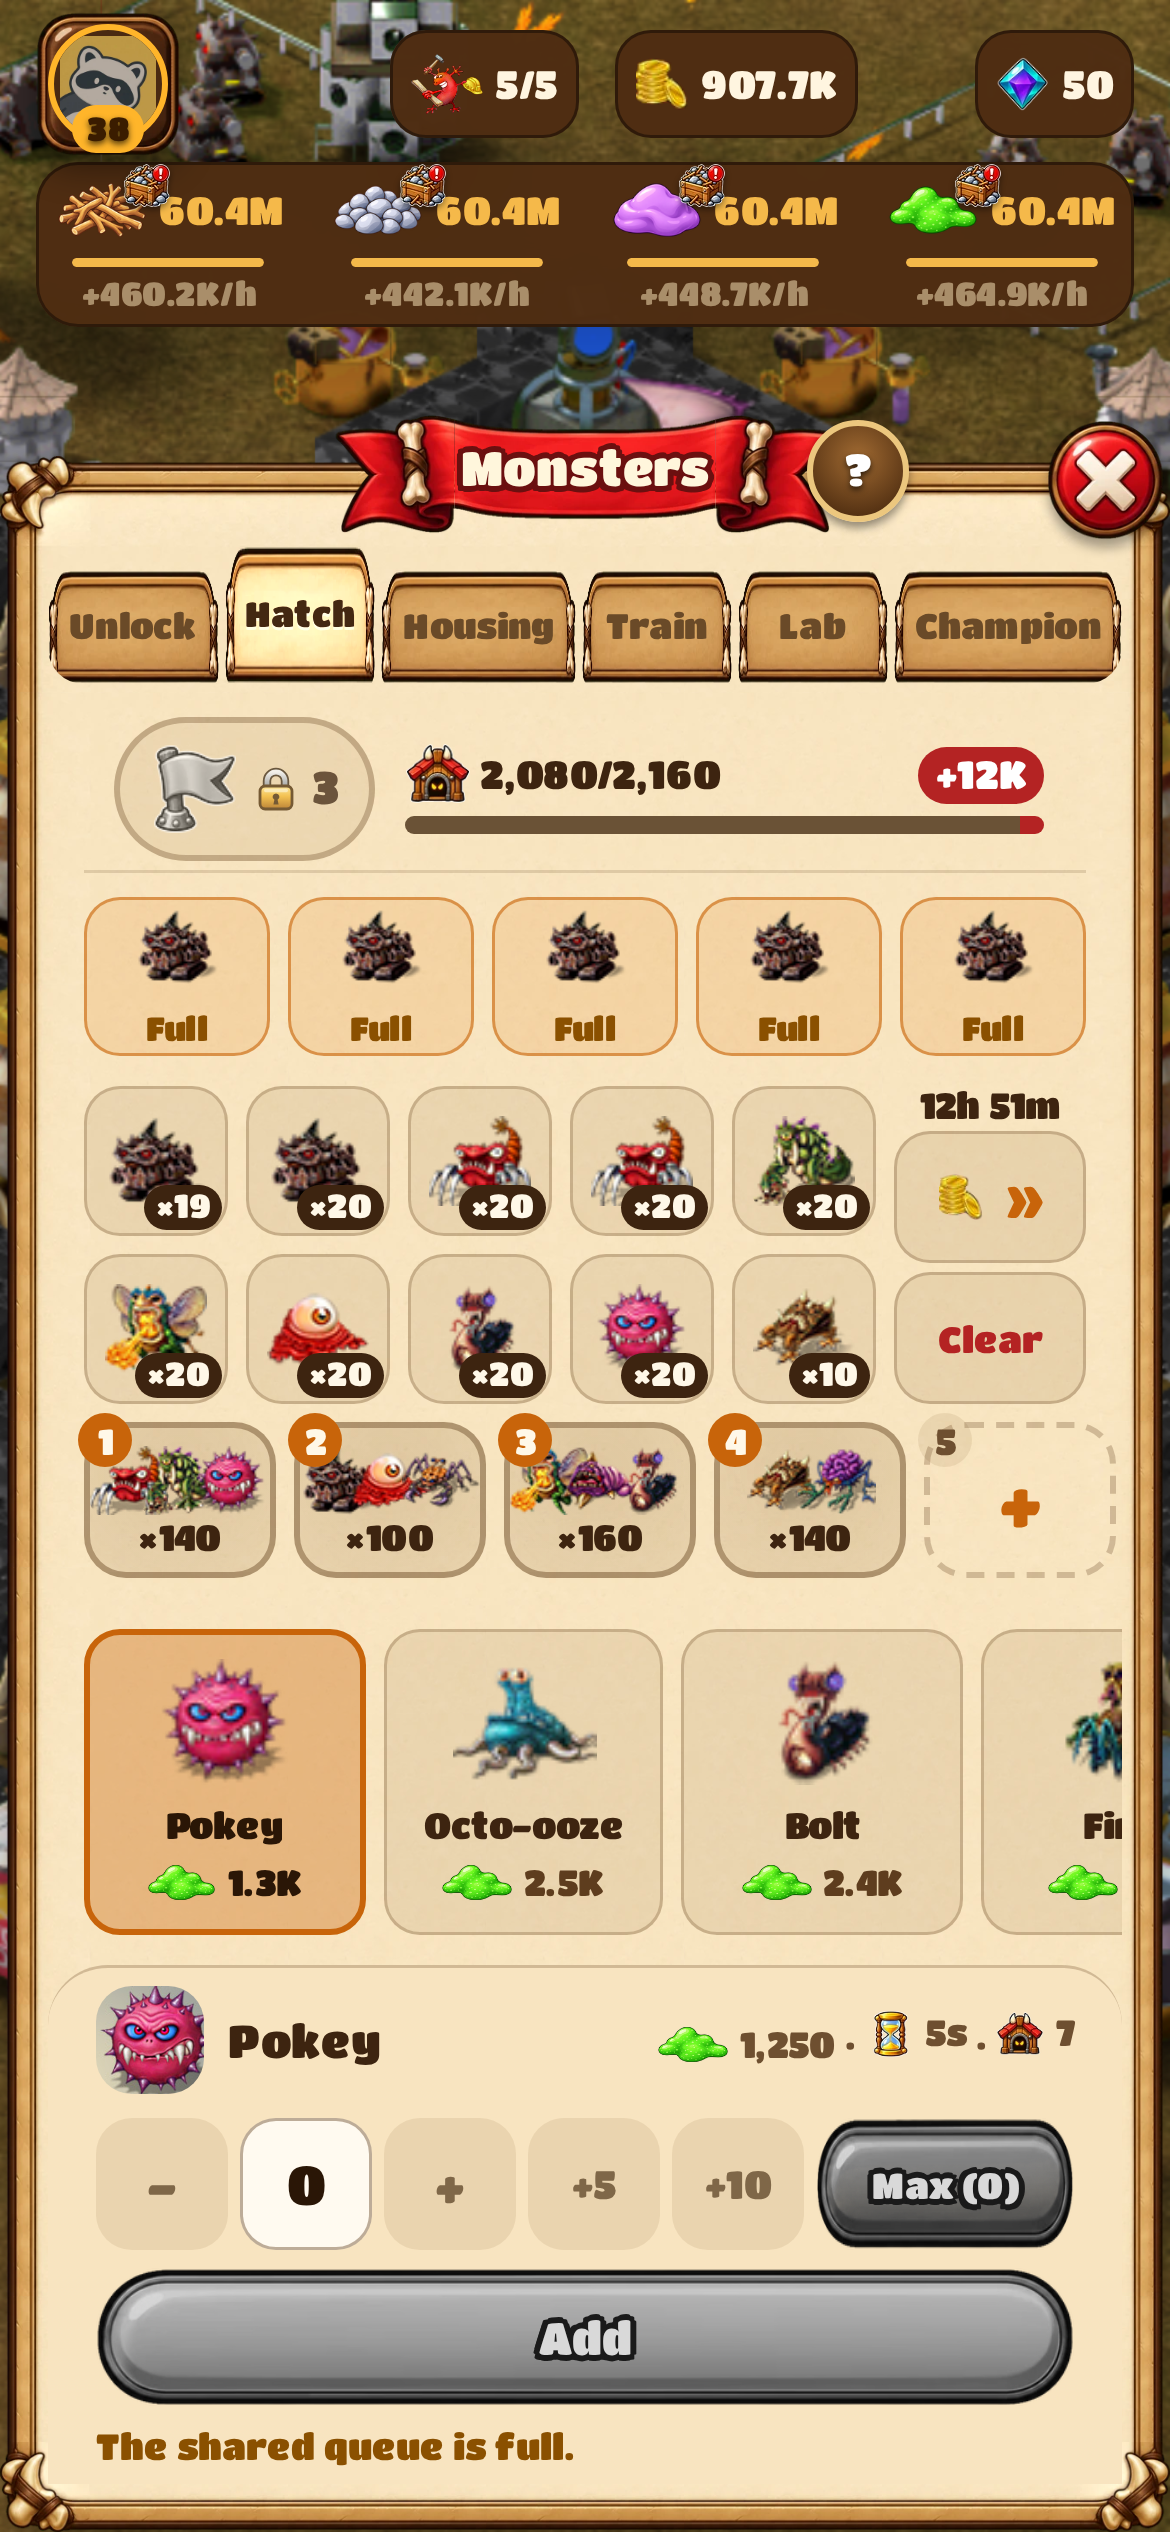 38
5/5
907.7K
50
60.4M
60.4M
60.4M
60.4M
+460.2K/h
+442.1K/h
+448.7K/h
+464.9K/h
Monsters
?
Unlock
Hatch
Housing
Train
Lab
Champion
3
2,080/2,160
+12K
Full
Full
Full
Full
Full
×19
×20
×20
×20
×20
12h 51m
×20
×20
×20
×20
×10
Clear
1
×140
2
×100
3
×160
4
×140
5
+
Pokey
1.3K
Octo-ooze
2.5K
Bolt
2.4K
Pokey
1,250 · 5s · 7
-
0
+
+5
+10
Max (0)
Add
The shared queue is full.